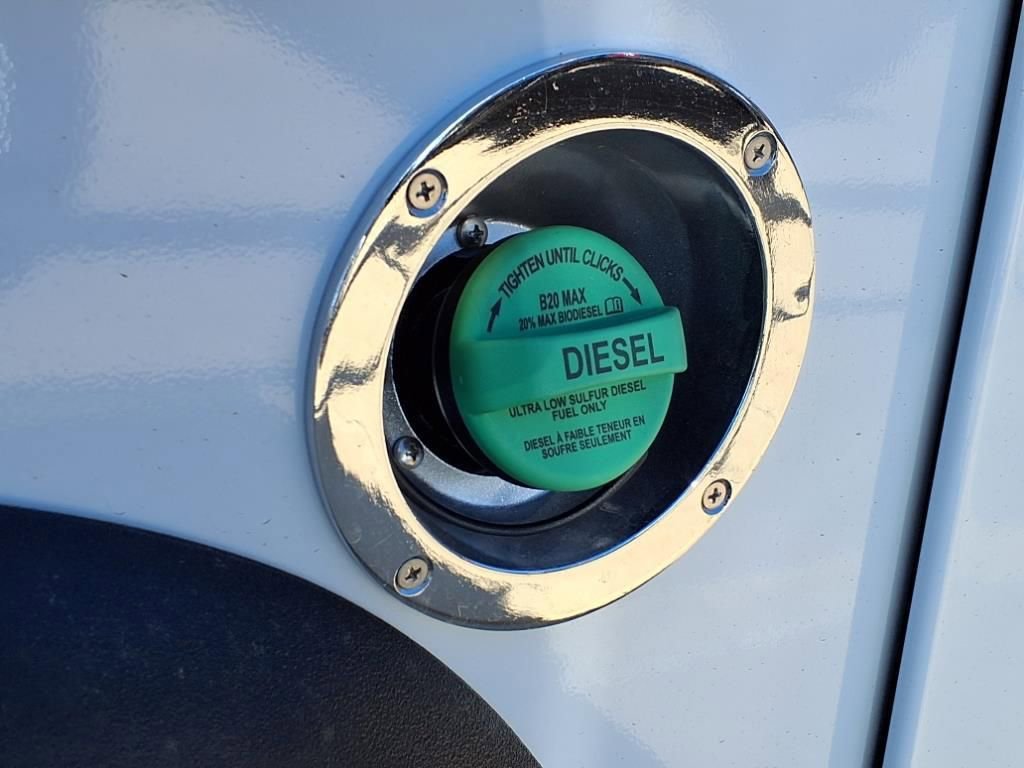 TIGHTEN UNTIL CLICKS
B20 MAX
20% MAX BIODIESEL
DIESEL
ULTRA LOW SULFUR DIESEL
FUEL ONLY
DIESEL À FAIBLE TENEUR EN
SOUFRE SEULEMENT